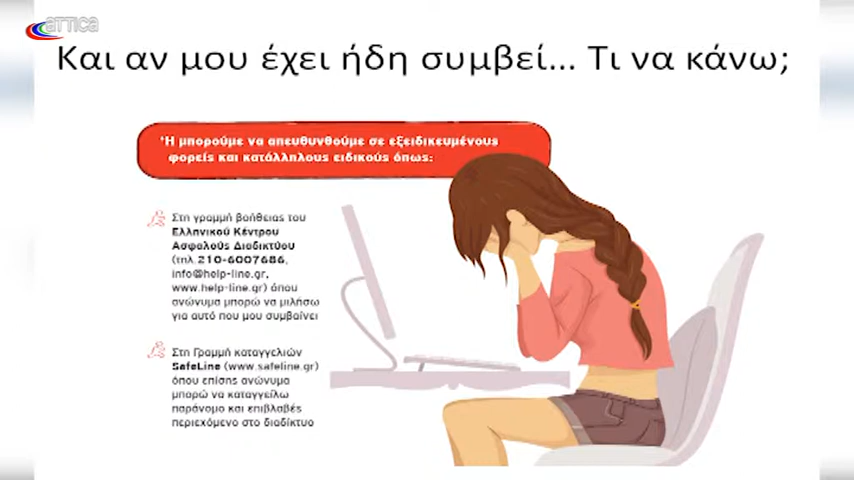 ATTICA
Και αν μου έχει ήδη συμβεί... Τι να κάνω;
'Ή μπορούμε να απευθυνθούμε σε εξειδικευμένους
φορείς και κατάλληλους ειδικούς όπως:
Στη γραμμή βοήθειας του
Ελληνικού Κέντρου
Ασφαλούς Διαδικτύου
(τηλ.210-6007686,
info@help-line.gr,
www.help-line.gr) όπου
ανώνυμα μπορώ να μιλήσω
για αυτό που μου συμβαίνει
Στη Γραμμή καταγγελιών
SafeLine (www.safeline.gr)
όπου επίσης ανώνυμα
μπορώ να καταγγείλω
παράνομο και επιβλαβές
περιεχόμενο στο διαδίκτυο